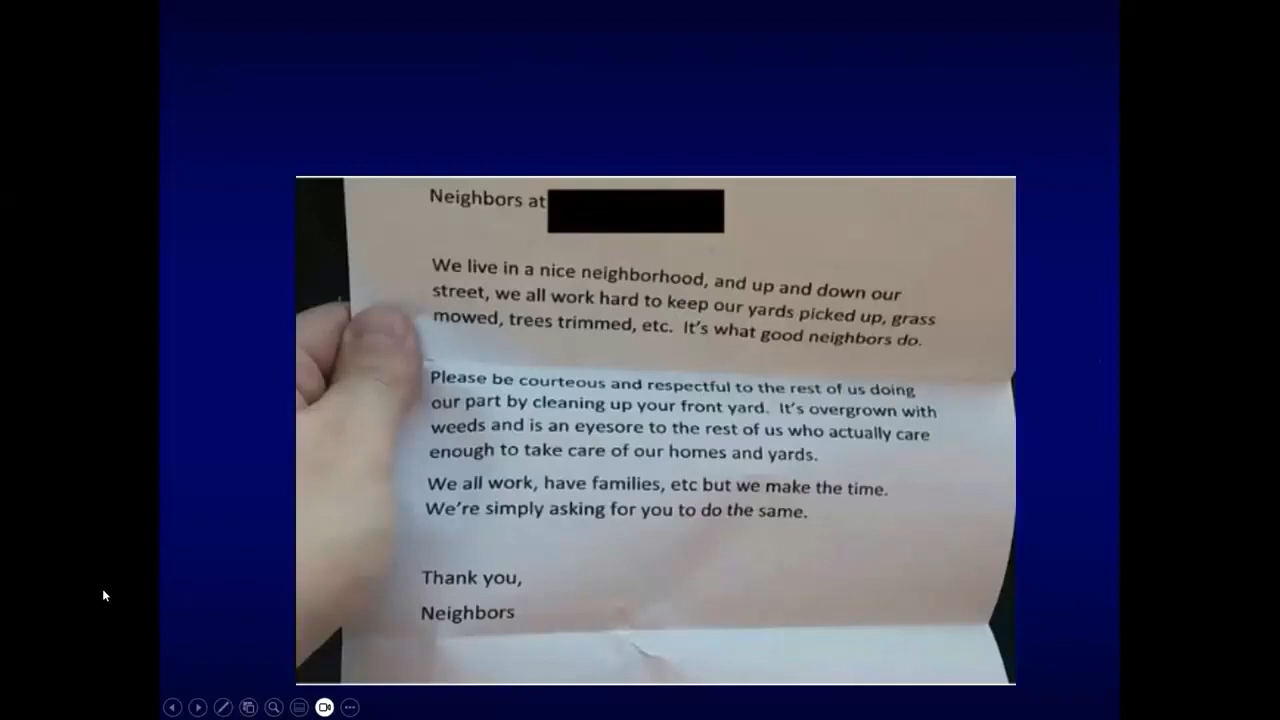 Neighbors at
We live in a nice neighborhood, and up and down our
street, we all work hard to keep our yards picked up, grass
mowed, trees trimmed, etc.  It's what good neighbors do.
Please be courteous and respectful to the rest of us doing
our part by cleaning up your front yard.  It's overgrown with
weeds and is an eyesore to the rest of us who actually care
enough to take care of our homes and yards.
We all work, have families, etc but we make the time.
We're simply asking for you to do the same.
Thank you,
Neighbors